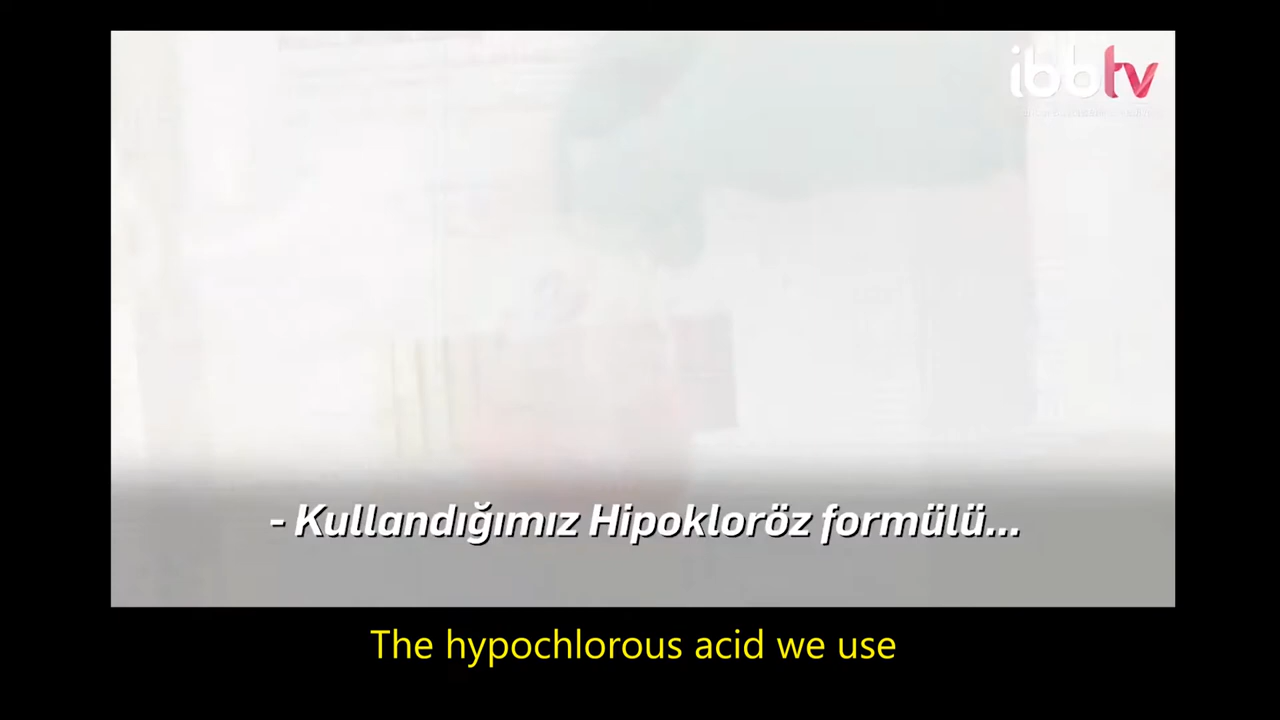 ibbtv
- Kullandığımız Hipokloröz formülü...
The hypochlorous acid we use